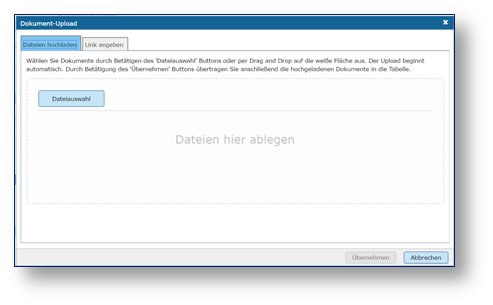 Dokument-Upload
Dateien hochladen
Link angeben
Wählen Sie Dokumente durch Betätigen des 'Dateiauswahl' Buttons oder per Drag and Drop auf die weiße Fläche aus. Der Upload beginnt
automatisch. Durch Betätigung des 'Übernehmen' Buttons übertragen Sie anschließend die hochgeladenen Dokumente in die Tabelle.
Dateiauswahl
Dateien hier ablegen
Übernehmen
Abbrechen